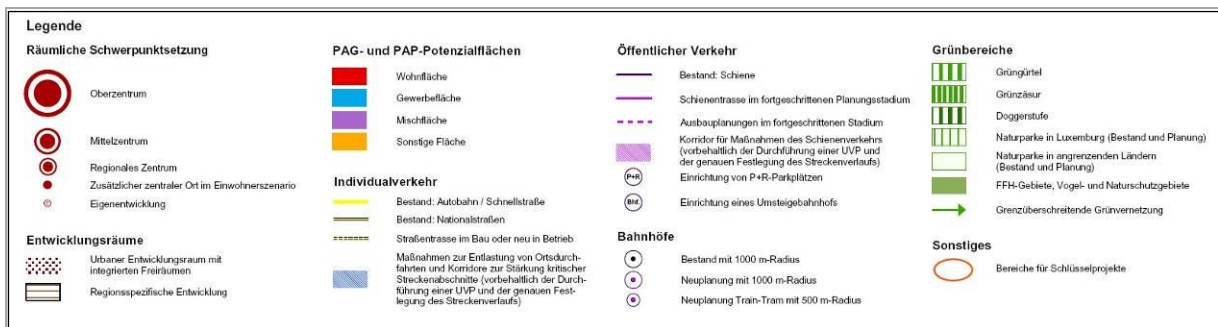 Legende
Räumliche Schwerpunktsetzung
Oberzentrum
Mittelzentrum
Regionales Zentrum
Zusätzlicher zentraler Ort im Einwohnerszenario
Eigenentwicklung
Entwicklungsräume
Urbaner Entwicklungsraum mit
integrierten Freiräumen
Regionsspezifische Entwicklung
PAG- und PAP-Potenzialflächen
Wohnfläche
Gewerbefläche
Mischfläche
Sonstige Fläche
Individualverkehr
Bestand: Autobahn / Schnellstraße
Bestand: Nationalstraßen
Straßentrasse im Bau oder neu in Betrieb
Maßnahmen zur Entlastung von Ortsdurch-
fahrten und Korridore zur Stärkung kritischer
Streckenabschnitte (vorbehaltlich der Durch-
führung einer UVP und der genauen Fest-
legung des Streckenverlaufs)
Öffentlicher Verkehr
Bestand: Schiene
Schienentrasse im fortgeschrittenen Planungsstadium
Ausbauplanungen im fortgeschrittenen Stadium
Korridor für Maßnahmen des Schienenverkehrs
(vorbehaltlich der Durchführung einer UVP und
der genauen Festlegung des Streckenverlaufs)
P+R Einrichtung von P+R-Parkplätzen
Bhf. Einrichtung eines Umsteigebahnhofs
Bahnhöfe
Bestand mit 1000 m-Radius
Neuplanung mit 1000 m-Radius
Neuplanung Train-Tram mit 500 m-Radius
Grünbereiche
Grüngürtel
Grünzäsur
Doggerstufe
Naturparke in Luxemburg (Bestand und Planung)
Naturparke in angrenzenden Ländern
(Bestand und Planung)
FFH-Gebiete, Vogel- und Naturschutzgebiete
Grenzüberschreitende Grünvernetzung
Sonstiges
Bereiche für Schlüsselprojekte